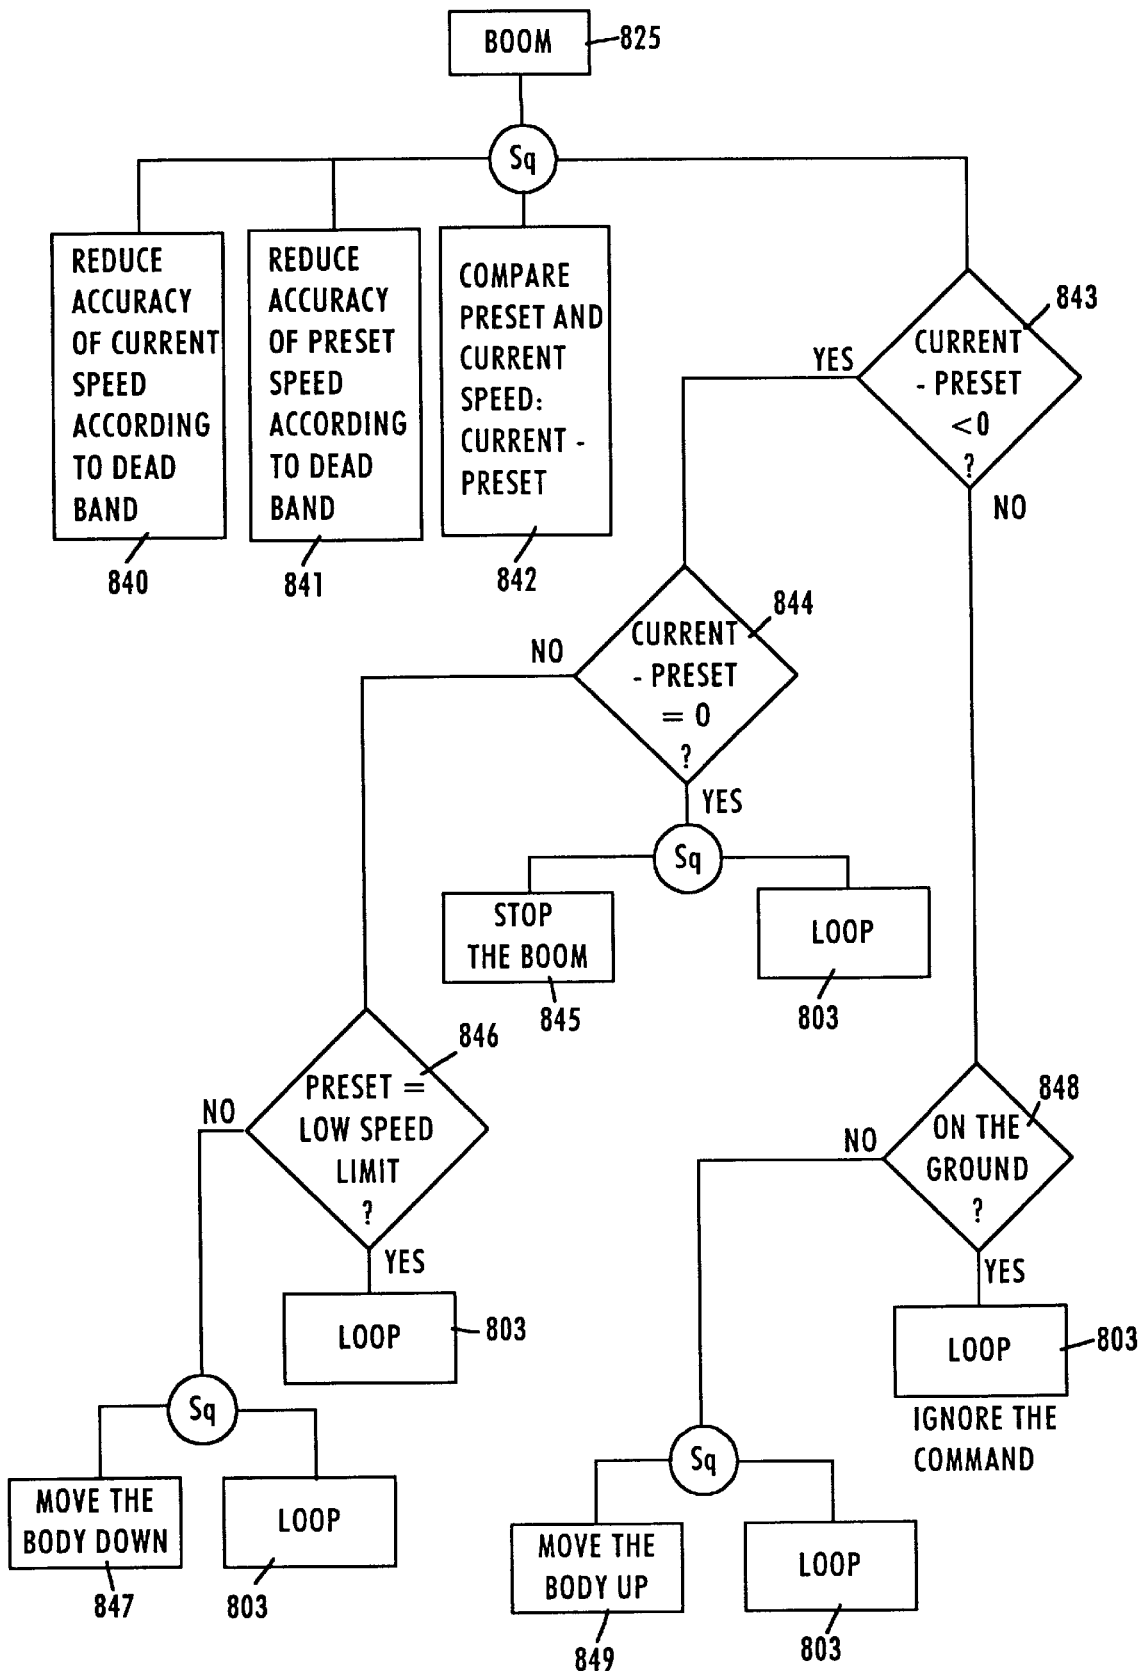 BOOM
825
Sq
REDUCE
ACCURACY
OF CURRENT
SPEED
ACCORDING
TO DEAD
BAND
840
REDUCE
ACCURACY
OF PRESET
SPEED
ACCORDING
TO DEAD
BAND
841
COMPARE
PRESET AND
CURRENT
SPEED:
CURRENT -
PRESET
842
843
CURRENT
- PRESET
<0
?
YES
NO
844
CURRENT
- PRESET
= 0
?
NO
YES
Sq
STOP
THE BOOM
845
LOOP
803
846
PRESET =
LOW SPEED
LIMIT
?
NO
YES
LOOP
803
Sq
MOVE THE
BODY DOWN
847
LOOP
803
848
ON THE
GROUND
?
NO
YES
LOOP
803
IGNORE THE
COMMAND
Sq
MOVE THE
BODY UP
849
LOOP
803